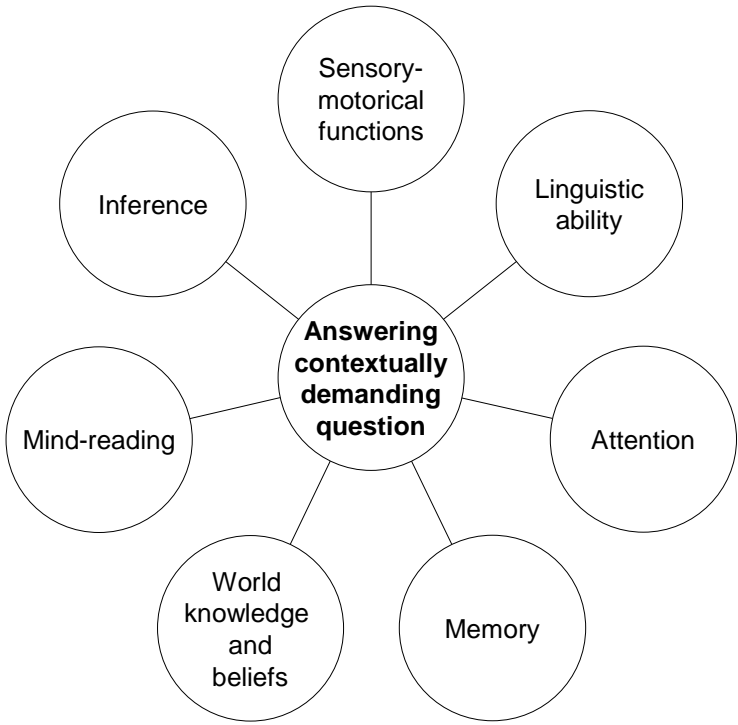 Sensory-
motorical
functions
Linguistic
ability
Inference
Answering
contextually
demanding
question
Mind-reading
Attention
World
knowledge
and
beliefs
Memory